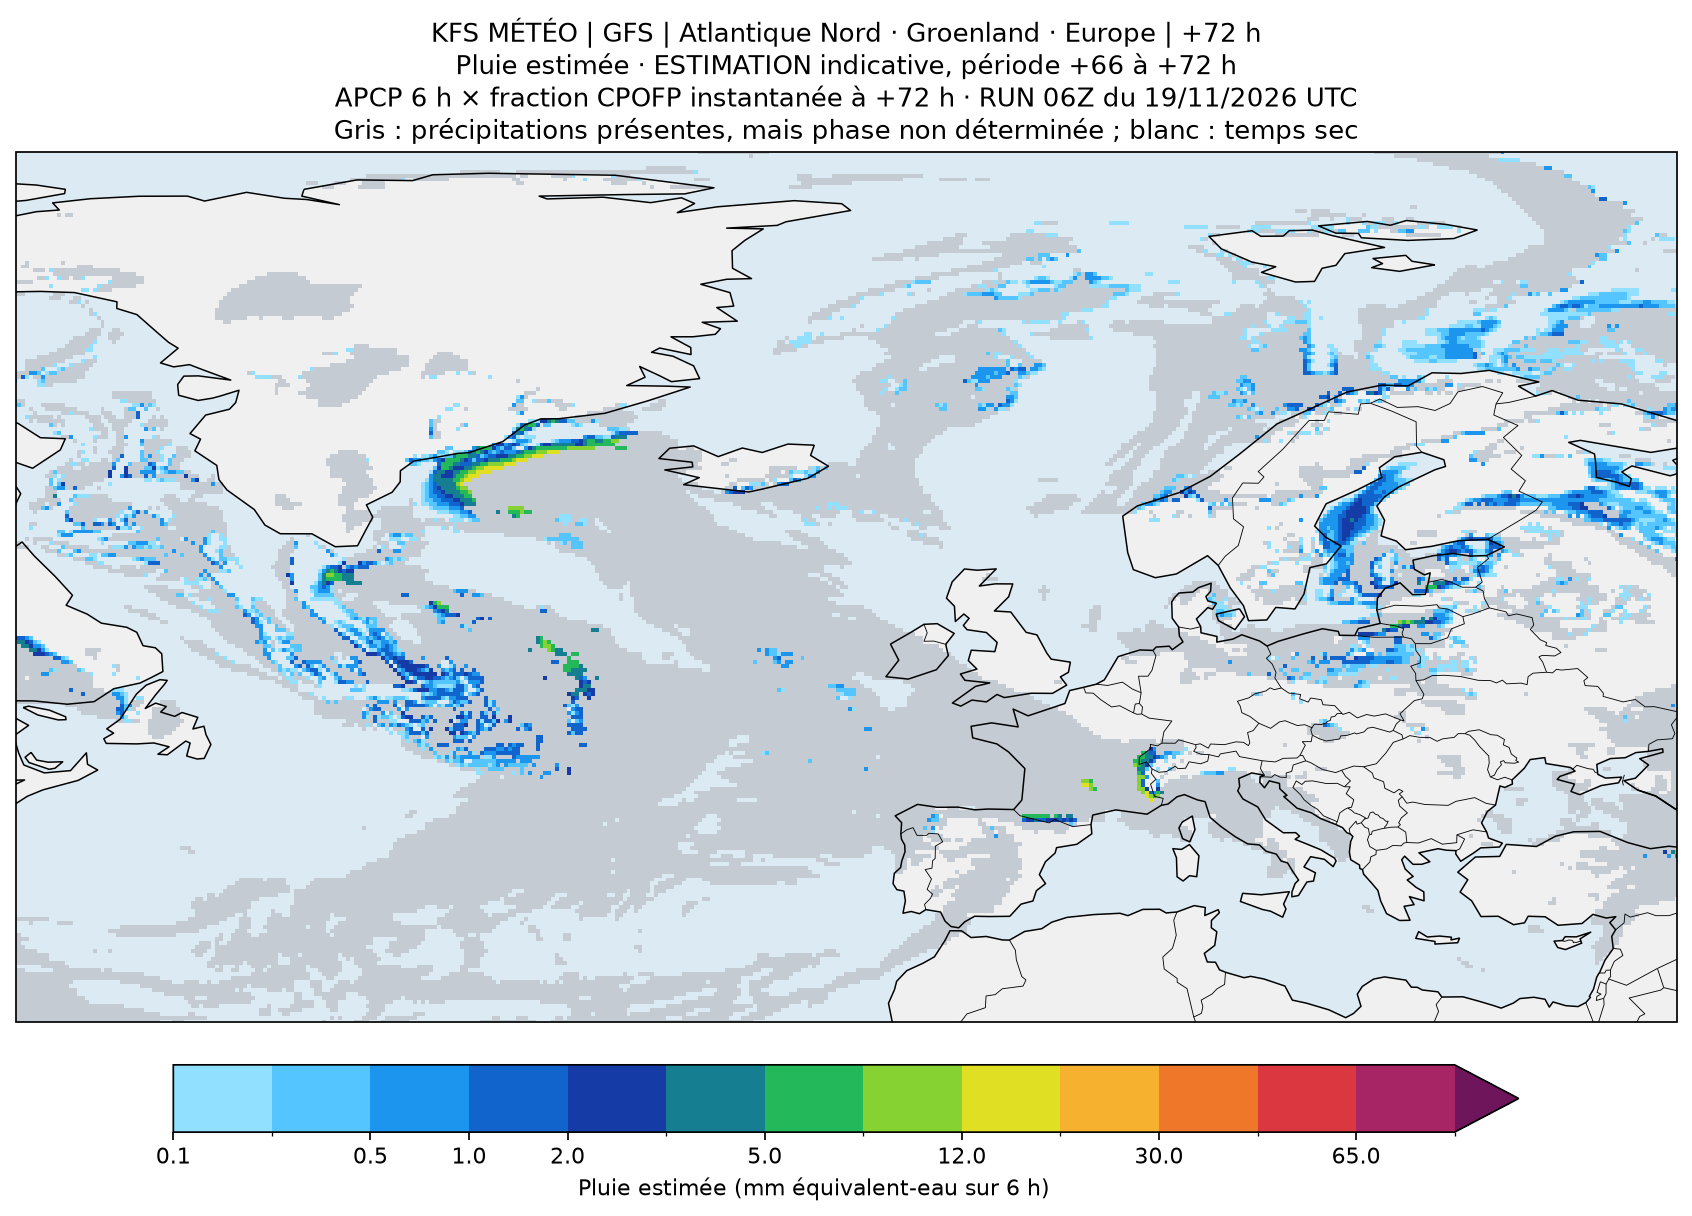 KFS MÉTÉO | GFS | Atlantique Nord · Groenland · Europe | +72 h
Pluie estimée · ESTIMATION indicative, période +66 à +72 h
APCP 6 h × fraction CPOFP instantanée à +72 h · RUN 06Z du 19/11/2026 UTC
Gris : précipitations présentes, mais phase non déterminée ; blanc : temps sec
0.1 0.5 1.0 2.0 5.0 12.0 30.0 65.0
Pluie estimée (mm équivalent-eau sur 6 h)